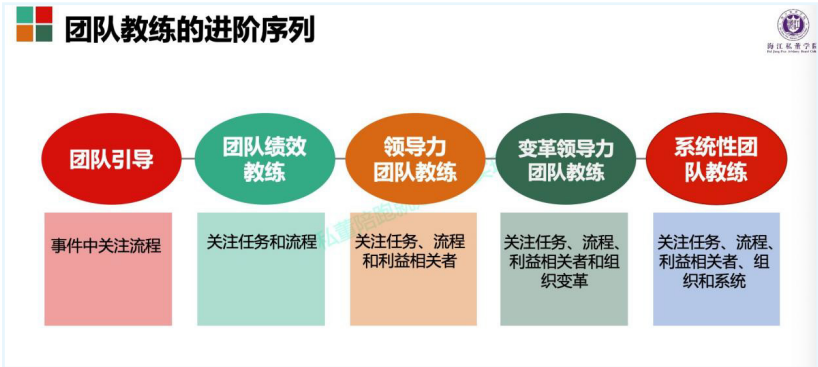 团队教练的进阶序列
海江私董学院
团队引导
团队绩效
教练
领导力
团队教练
变革领导力
团队教练
系统性团
队教练
事件中关注流程
关注任务和流程
关注任务、流程
和利益相关者
关注任务、流程、
利益相关者和组
织变革
关注任务、流程、
利益相关者、组
织和系统